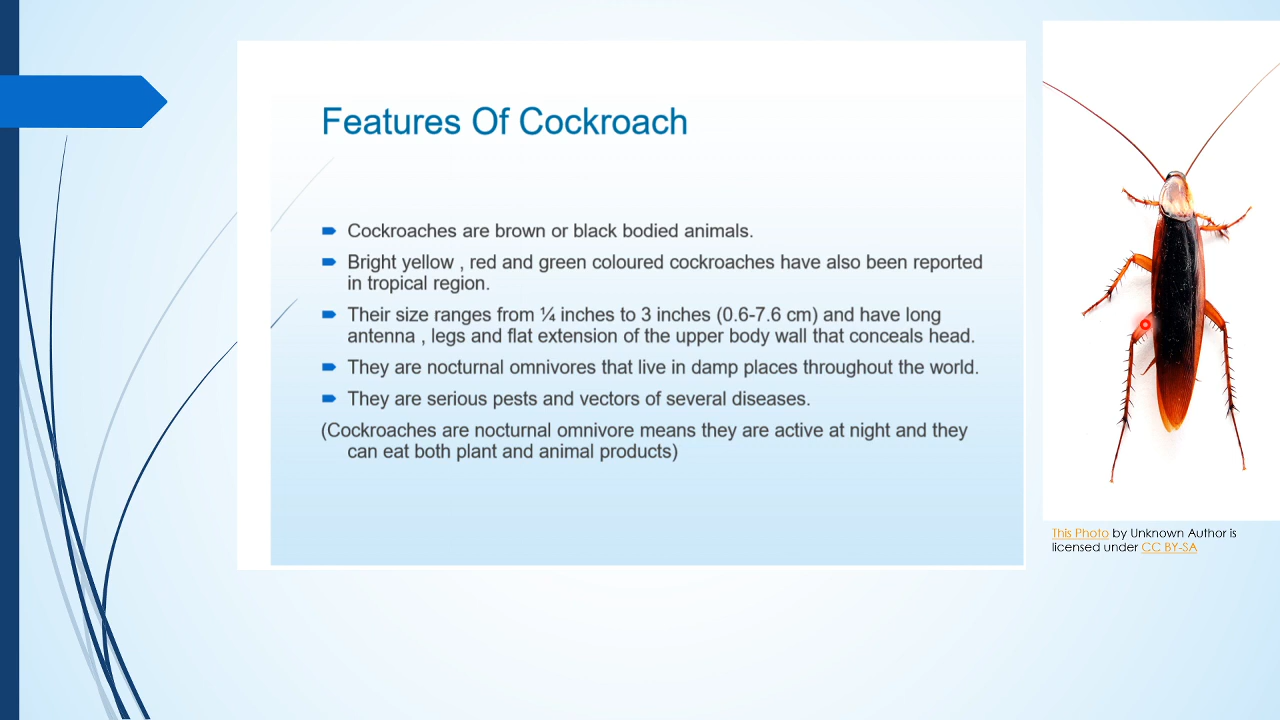 Features Of Cockroach
Cockroaches are brown or black bodied animals.
Bright yellow , red and green coloured cockroaches have also been reported
in tropical region.
Their size ranges from ¼ inches to 3 inches (0.6-7.6 cm) and have long
antenna , legs and flat extension of the upper body wall that conceals head.
They are nocturnal omnivores that live in damp places throughout the world.
They are serious pests and vectors of several diseases.
(Cockroaches are nocturnal omnivore means they are active at night and they
can eat both plant and animal products)
This Photo by Unknown Author is
licensed under CC BY-SA